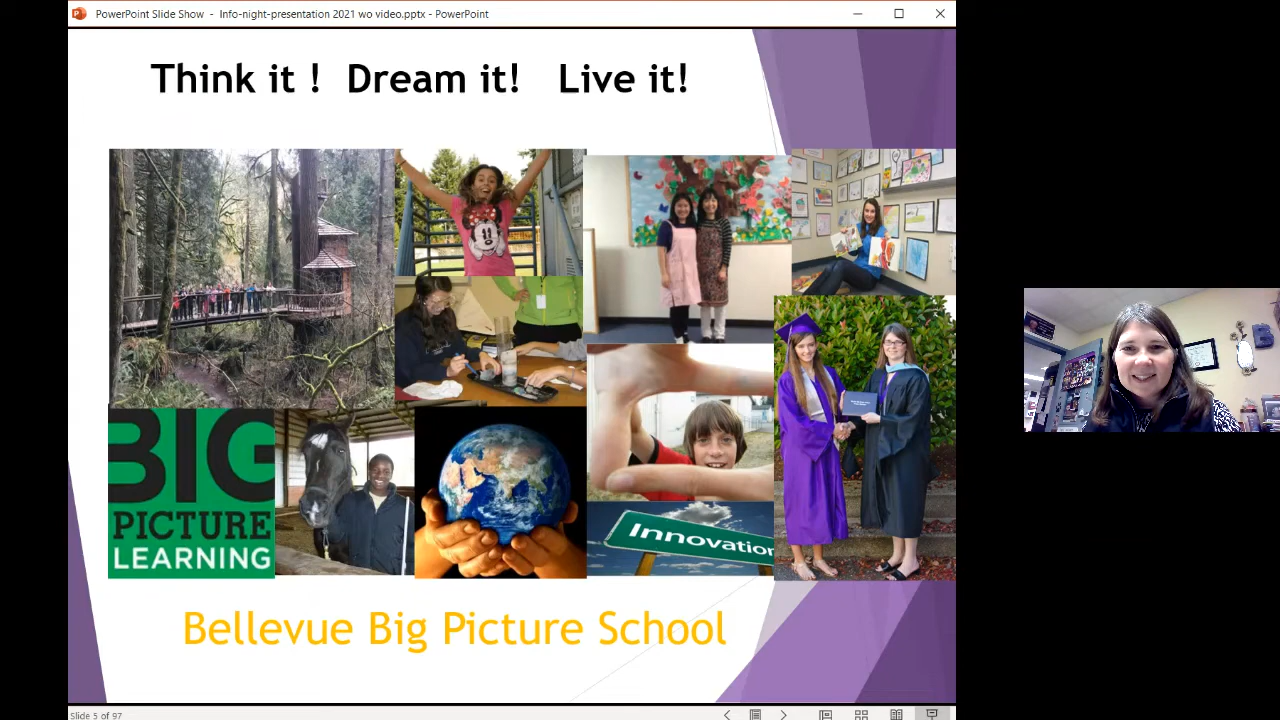 PowerPoint Slide Show - Info-night-presentation 2021 wo video.pptx - PowerPoint
Think it ! Dream it! Live it!
BIG
PICTURE
LEARNING
Innovation
Bellevue Big Picture School
Slide 5 of 97